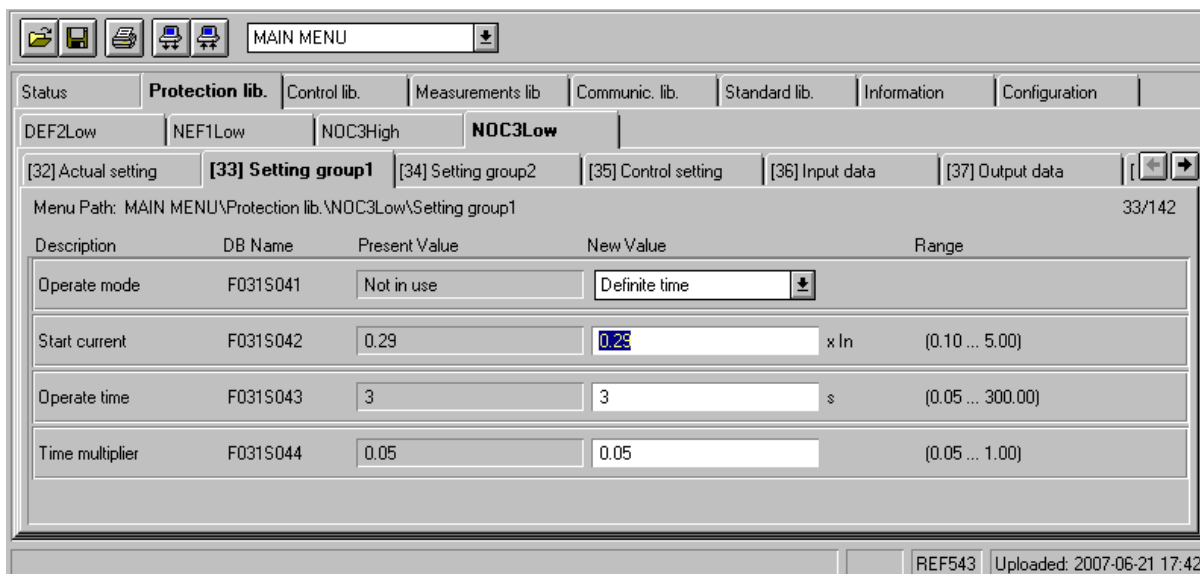 MAIN MENU
Status Protection lib. Control lib. Measurements lib Communic. lib. Standard lib. Information Configuration
DEF2Low NEF1Low NOC3High NOC3Low
[32] Actual setting [33] Setting group1 [34] Setting group2 [35] Control setting [36] Input data [37] Output data [
Menu Path: MAIN MENU\Protection lib.\NOC3Low\Setting group1 33/142
Description DB Name Present Value New Value Range
Operate mode F031S041 Not in use Definite time
Start current F031S042 0.29 0.29 x In (0.10 ... 5.00)
Operate time F031S043 3 3 s (0.05 ... 300.00)
Time multiplier F031S044 0.05 0.05 (0.05 ... 1.00)
REF543 Uploaded: 2007-06-21 17:42